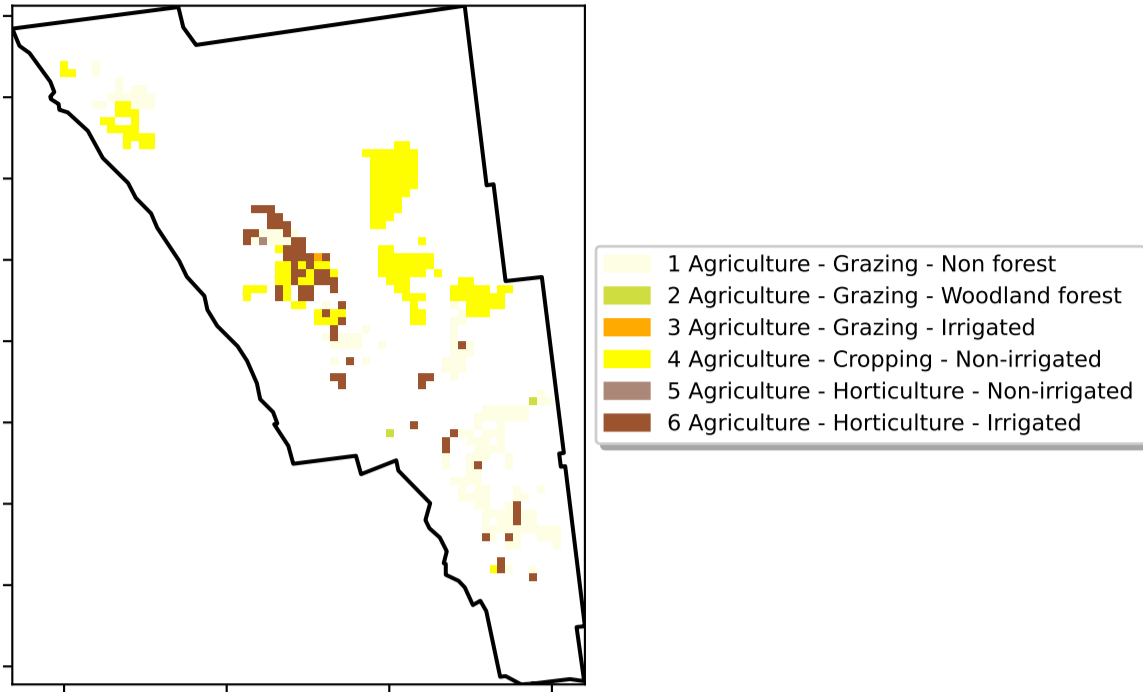 1 Agriculture - Grazing - Non forest
2 Agriculture - Grazing - Woodland forest
3 Agriculture - Grazing - Irrigated
4 Agriculture - Cropping - Non-irrigated
5 Agriculture - Horticulture - Non-irrigated
6 Agriculture - Horticulture - Irrigated